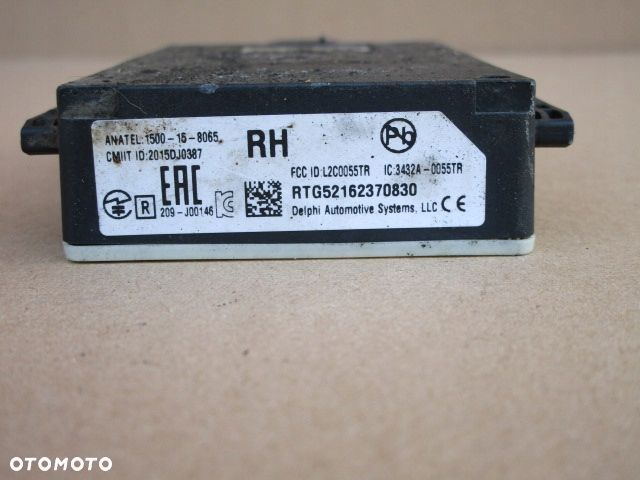 ANATEL:1500-15-8065
CMIIT ID:2015DJ0387
RH
Pb
FCC ID:L2C0055TR IC:3432A-0055TR
EAC
R
209-J00146
RTG52162370830
Delphi Automotive Systems, LLC CE
OTOMOTO